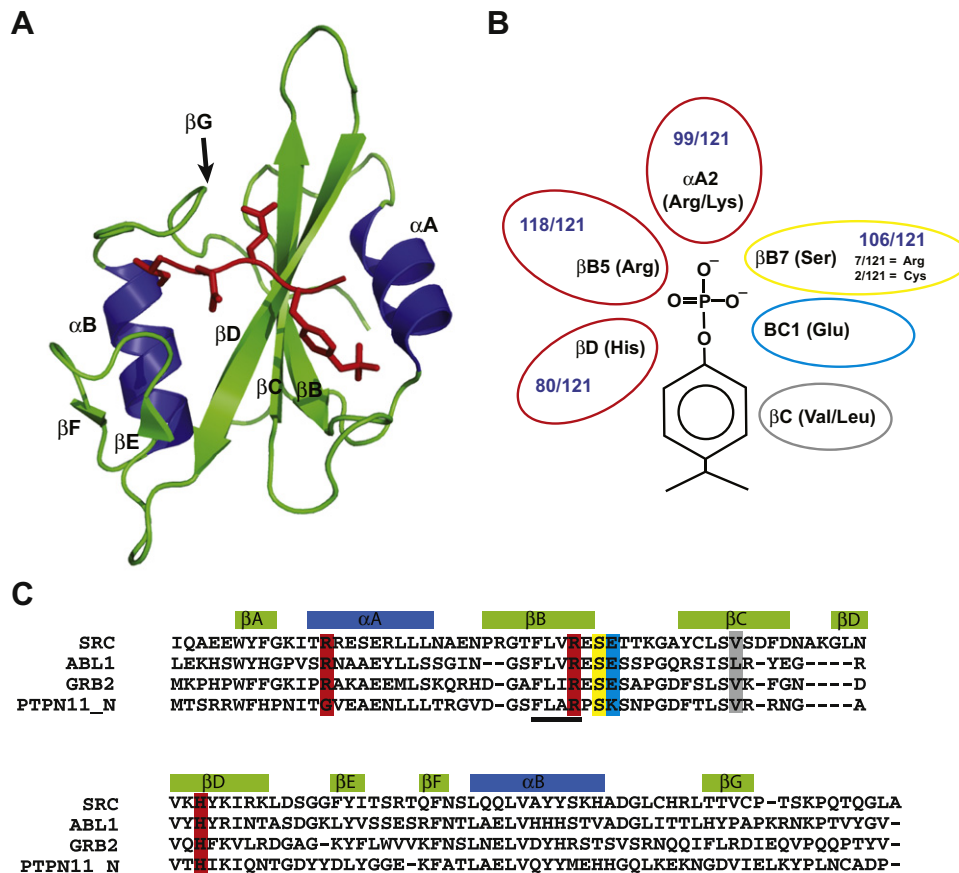 A
B
βG
αA
αB
βD
βC
βB
βF
βE
99/121
αA2
(Arg/Lys)
118/121
βB5 (Arg)
106/121
βB7 (Ser)
7/121 = Arg
2/121 = Cys
BC1 (Glu)
βD (His)
80/121
βC (Val/Leu)
O⁻
O=P-O⁻
O
C
βA αA βB βC βD
SRC IQAEEWYFGKITRRESERLLLNAENPRGTFLVRESETTKGAYCLSVSDFDNAKGLN
ABL1 LEKHSWYHGPVSRNAAEYLLSSGIN--GSFLVRESESSPGQRSISLR-YEG----R
GRB2 MKPHPWFFGKIPRAKAEEMLSKQRHD-GAFLIRESESAPGDFSLSVK-FGN----D
PTPN11_N MTSRRWFHPNITGVEAENLLLTRGVDGSFLARPSKSNPGDFTLSVR-RNG----A
βD βE βF αB βG
SRC VKHYKIRKLDSGGFYITSRTQFNSLQQLVAYYSKHADGLCHRLTTVCP-TSKPQTQGLA
ABL1 VYHYRINTASDGKLYVSSESRFNTLAELVHHHSTVADGLITTLHYPAPKRNKPTVYGV-
GRB2 VQHFKVLRDGAG-KYFLWVVKFNSLNELVDYHRSTSVSRNQQIFLRDIEQVPQQPTYV-
PTPN11_N VTHIKIQNTGDYYDLYGGE-KFATLAELVQYYMEHHGQLKEKNGDVIELKYPLNCADP-